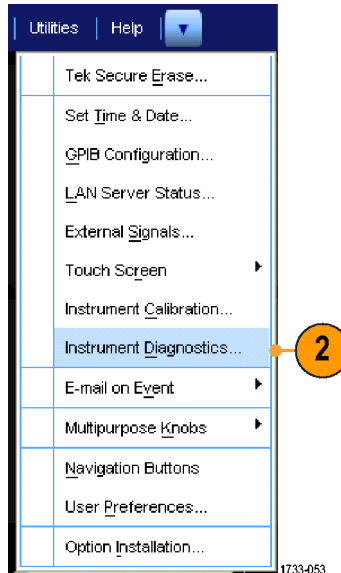 Utilities Help
Tek Secure Erase...
Set Time & Date...
GPIB Configuration...
LAN Server Status...
External Signals...
Touch Screen
Instrument Calibration...
Instrument Diagnostics...
2
E-mail on Event
Multipurpose Knobs
Navigation Buttons
User Preferences...
Option Installation...
1733-053